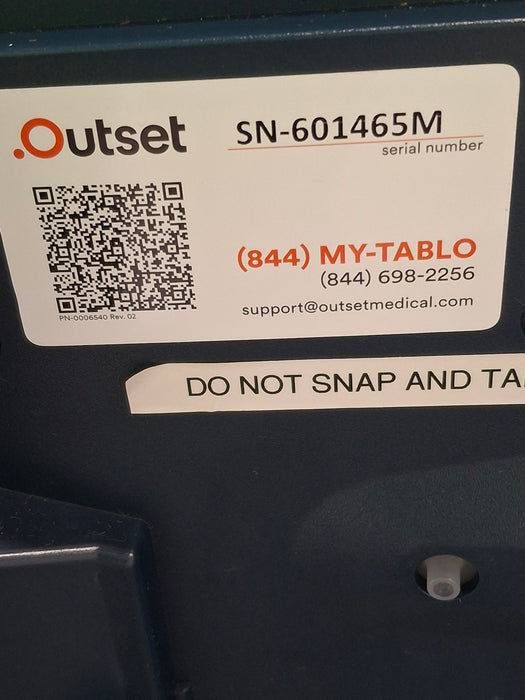 .Outset
SN-601465M
serial number
(844) MY-TABLO
(844) 698-2256
support@outsetmedical.com
PN-0006540 Rev. 02
DO NOT SNAP AND